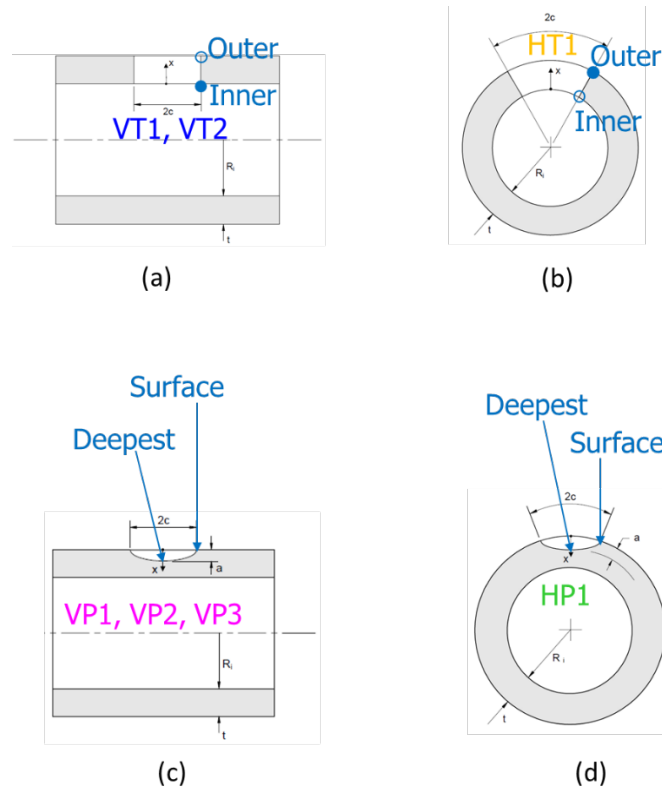 Outer
x
Inner
2c
VT1, VT2
Ri
t
(a)
2c
HT1
Outer
x
Inner
Ri
t
(b)
Surface
Deepest
2c
x
a
VP1, VP2, VP3
Ri
t
(c)
Deepest
Surface
2c
a
x
HP1
R i
t
(d)